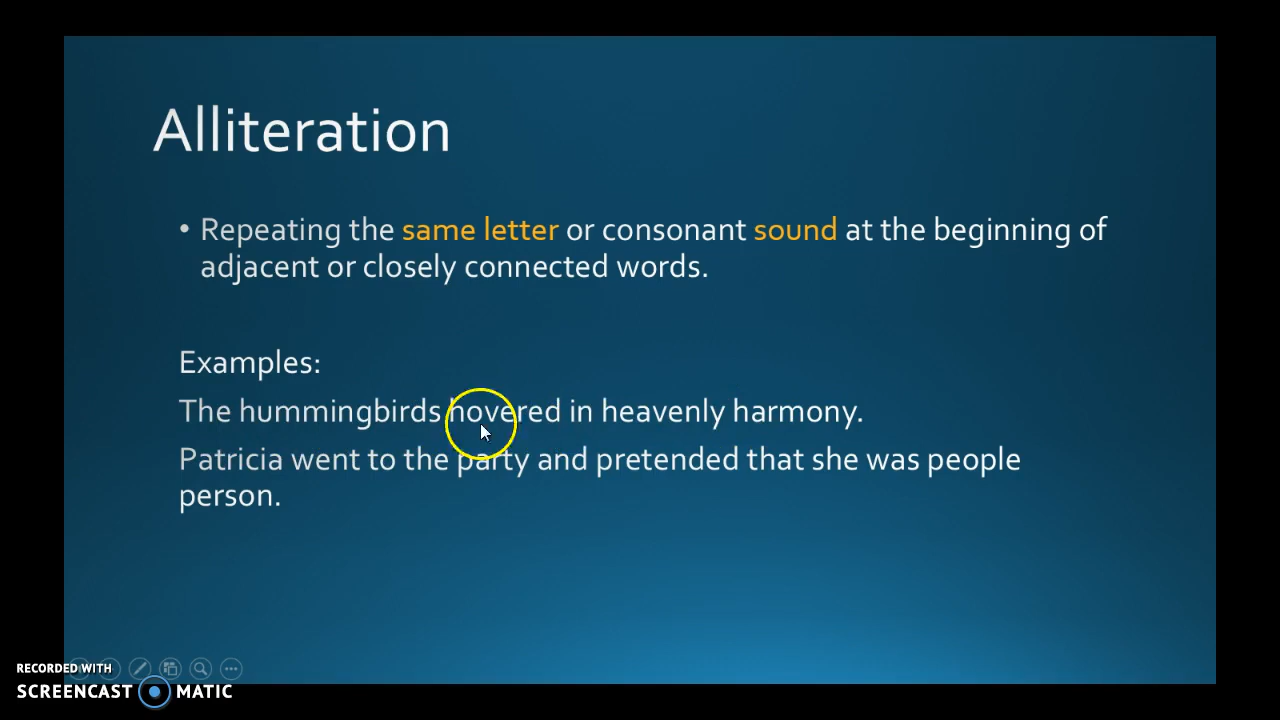 Alliteration
• Repeating the same letter or consonant sound at the beginning of
adjacent or closely connected words.
Examples:
The hummingbirds hovered in heavenly harmony.
Patricia went to the party and pretended that she was people
person.
RECORDED WITH
SCREENCAST MATIC